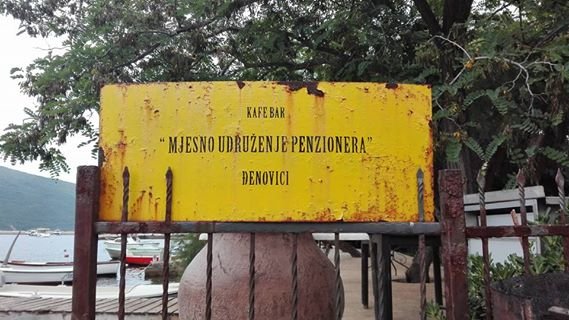 KAFE BAR
“MJESNO UDRUŽENJE PENZIONERA”
ĐENOVICI